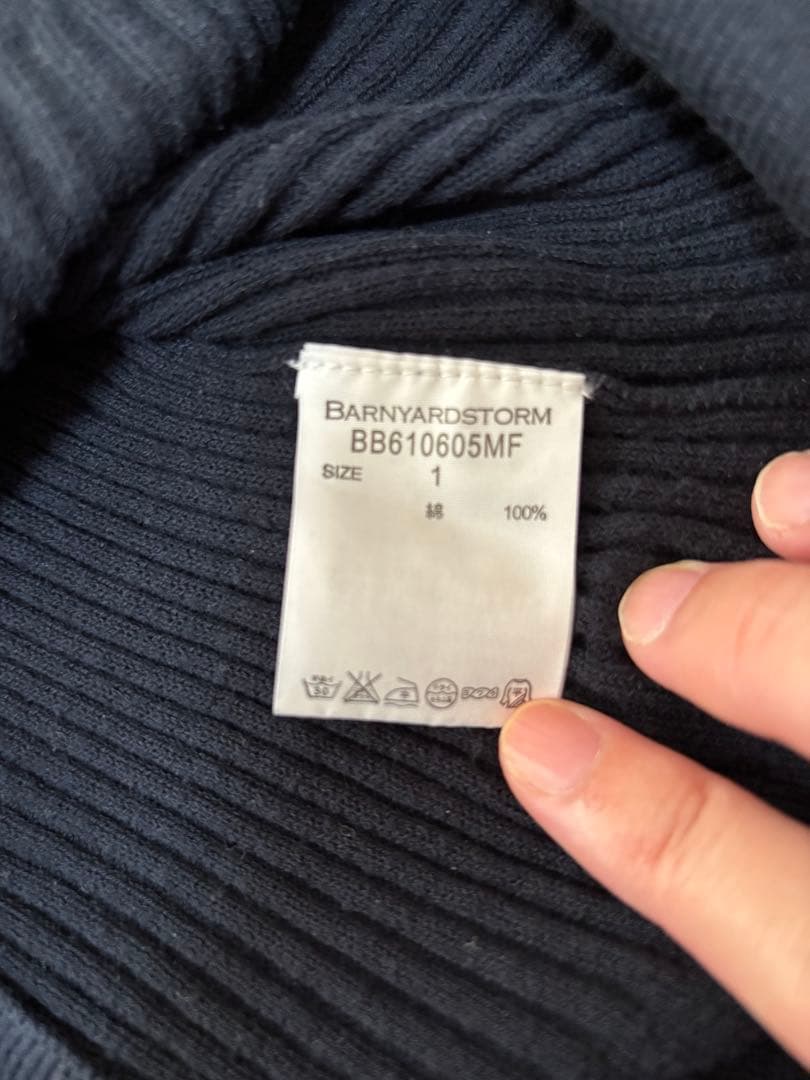 BARNYARDSTORM
BB610605MF
SIZE 1
綿 100%